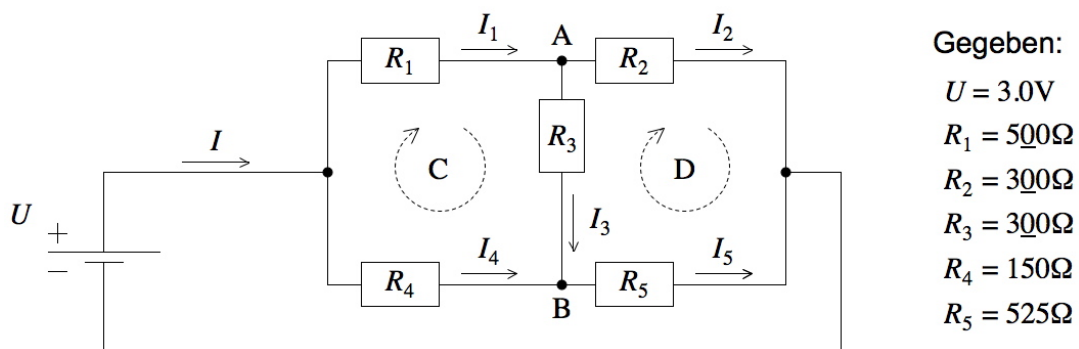 I₁ A I₂
R₁ R₂
Gegeben:
U = 3.0V
R₁ = 500Ω
R₂ = 300Ω
R₃ = 300Ω
R₄ = 150Ω
R₅ = 525Ω
I
C R₃ D
U
+
−
I₃
I₄ I₅
R₄ R₅
B